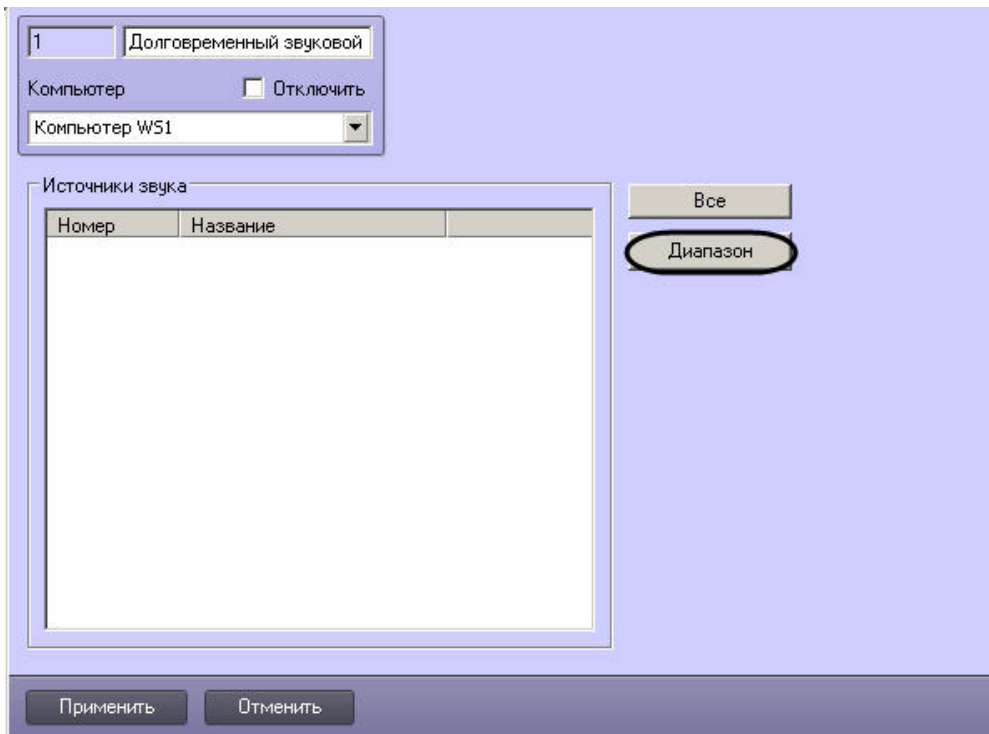 1
Долговременный звуковой
Компьютер
Отключить
Компьютер WS1
Источники звука
Номер Название
Все
Диапазон
Применить
Отменить